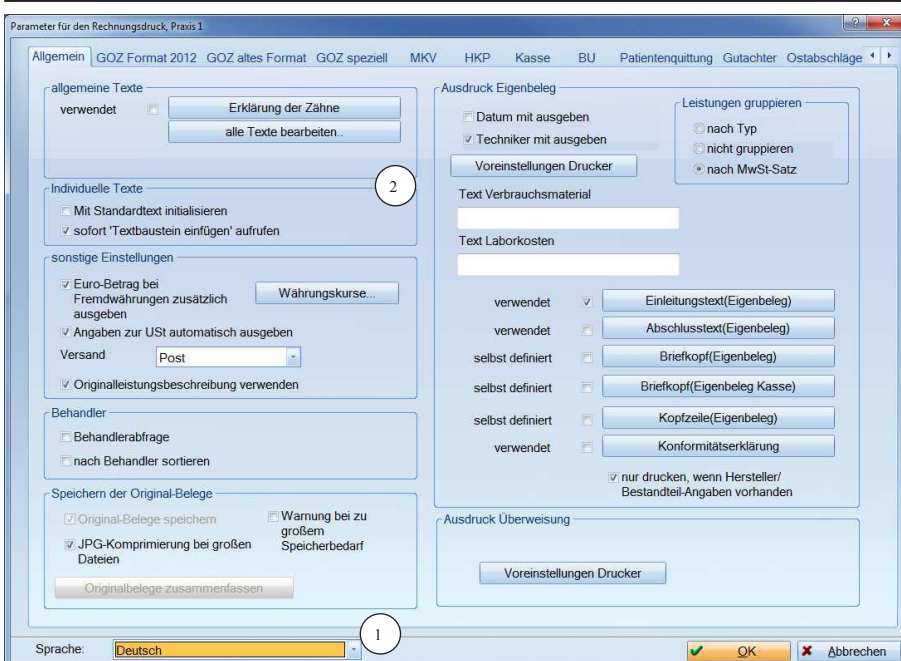 Parameter für den Rechnungsdruck, Praxis 1
Allgemein GOZ Format 2012 GOZ altes Format GOZ speziell MKV HKP Kasse BU Patientenquittung Gutachter Ostabschläge
allgemeine Texte
verwendet
Erklärung der Zähne
alle Texte bearbeiten..
Individuelle Texte
2
Mit Standardtext initialisieren
sofort 'Textbaustein einfügen' aufrufen
sonstige Einstellungen
Euro-Betrag bei
Fremdwährungen zusätzlich
ausgeben
Währungskurse...
Angaben zur USt automatisch ausgeben
Versand
Post
Originalleistungsbeschreibung verwenden
Behandler
Behandlerabfrage
nach Behandler sortieren
Speichern der Original-Belege
Original-Belege speichern
JPG-Komprimierung bei großen
Dateien
Warnung bei zu
großem
Speicherbedarf
Originalbelege zusammenfassen
Ausdruck Eigenbeleg
Datum mit ausgeben
Techniker mit ausgeben
Voreinstellungen Drucker
Leistungen gruppieren
nach Typ
nicht gruppieren
nach MwSt-Satz
Text Verbrauchsmaterial
Text Laborkosten
verwendet Einleitungstext(Eigenbeleg)
verwendet Abschlusstext(Eigenbeleg)
selbst definiert Briefkopf(Eigenbeleg)
selbst definiert Briefkopf(Eigenbeleg Kasse)
selbst definiert Kopfzeile(Eigenbeleg)
verwendet Konformitätserklärung
nur drucken, wenn Hersteller/
Bestandteil-Angaben vorhanden
Ausdruck Überweisung
Voreinstellungen Drucker
Sprache: Deutsch
1
OK Abbrechen